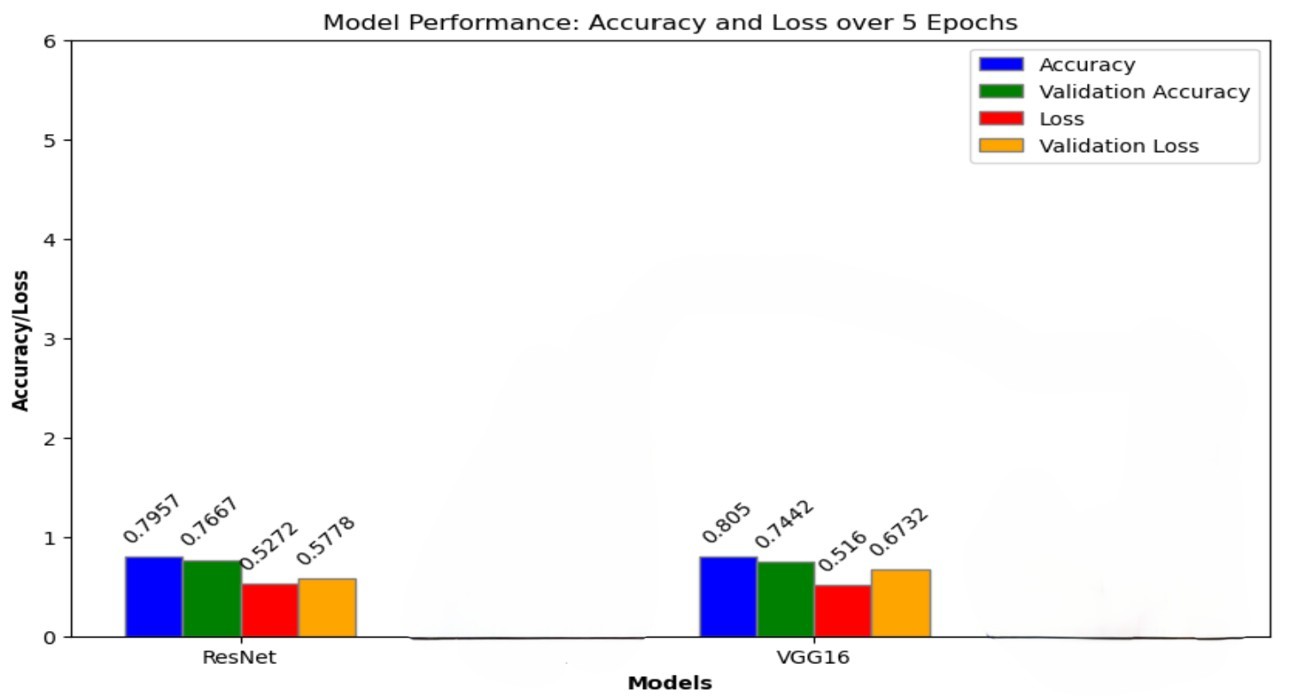 Model Performance: Accuracy and Loss over 5 Epochs
6
5
4
3
2
1
0
Accuracy/Loss
Accuracy
Validation Accuracy
Loss
Validation Loss
0.7957
0.7667
0.5272
0.5778
0.805
0.7442
0.516
0.6732
ResNet
VGG16
Models